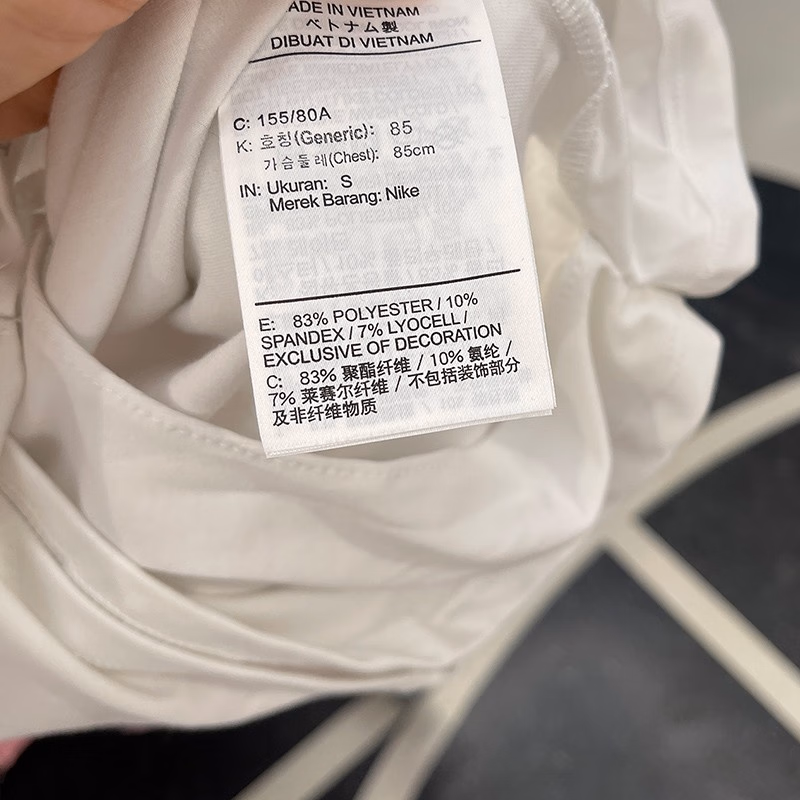 ADE IN VIETNAM
ベトナム製
DIBUAT DI VIETNAM
C: 155/80A
K: 호칭(Generic): 85
가슴둘레(Chest): 85cm
IN: Ukuran: S
Merek Barang: Nike
E: 83% POLYESTER / 10%
SPANDEX / 7% LYOCELL /
EXCLUSIVE OF DECORATION
C: 83% 聚酯纤维 / 10% 氨纶 /
7% 莱赛尔纤维 / 不包括装饰部分
及非纤维物质